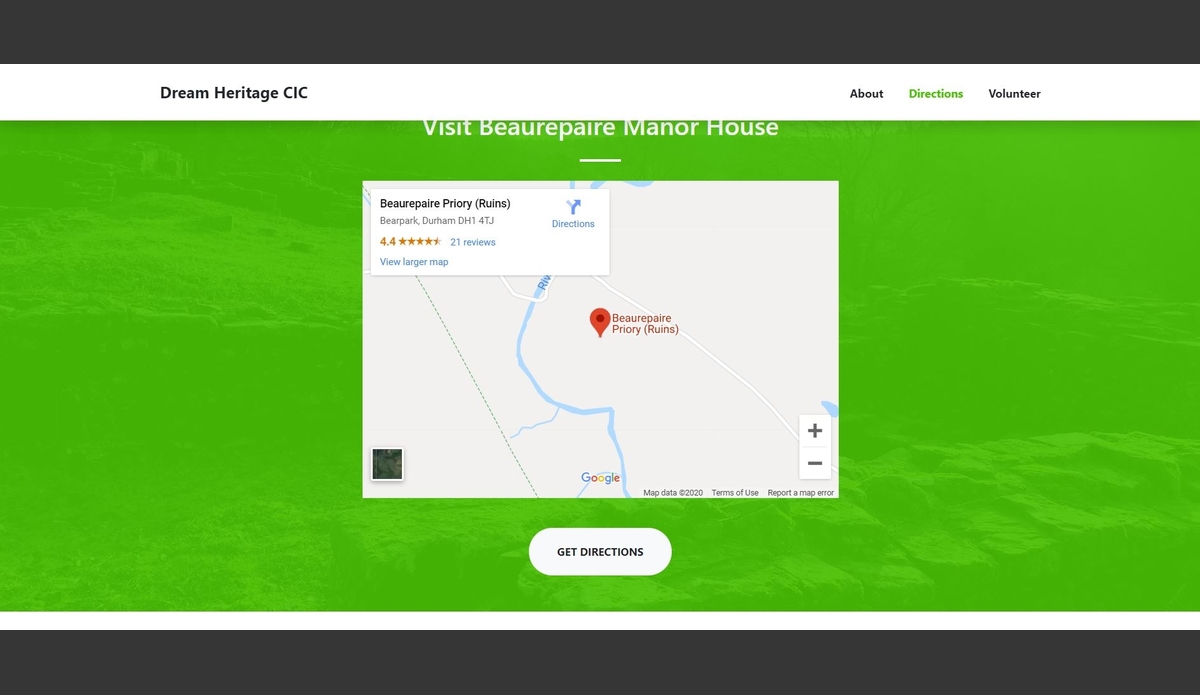 Dream Heritage CIC
About Directions Volunteer
Visit Beaurepaire Manor House
Beaurepaire Priory (Ruins)
Bearpark, Durham DH1 4TJ
4.4 21 reviews
View larger map
Directions
Riv
Beaurepaire
Priory (Ruins)
Google
Map data ©2020 Terms of Use Report a map error
GET DIRECTIONS